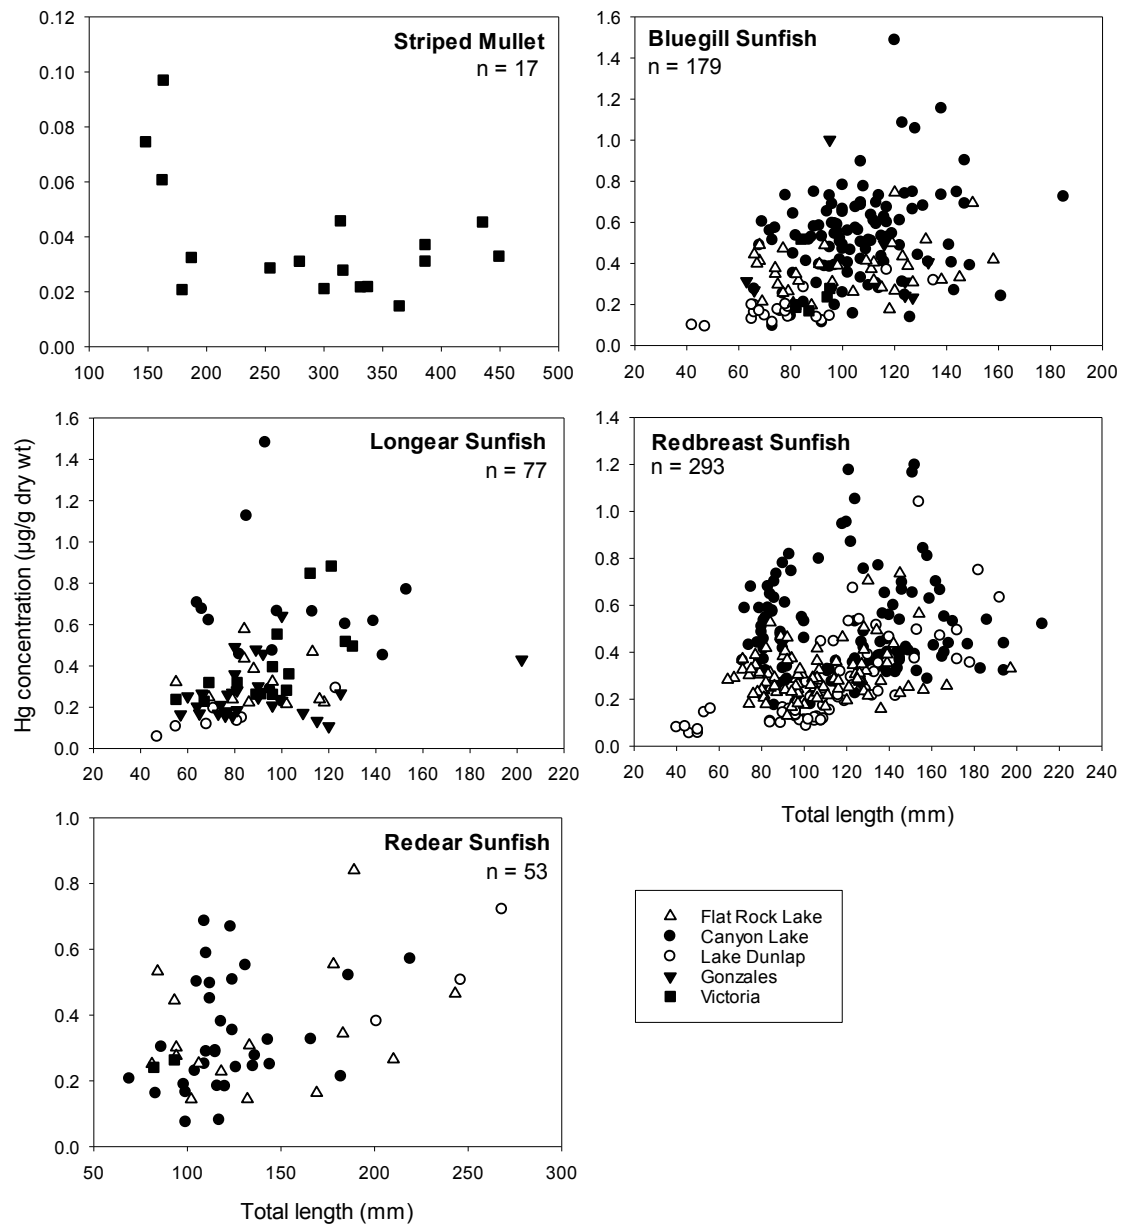 Striped Mullet
n = 17
0.12
0.10
0.08
0.06
0.04
0.02
0.00
100 150 200 250 300 350 400 450 500
Bluegill Sunfish
n = 179
1.6
1.4
1.2
1.0
0.8
0.6
0.4
0.2
0.0
20 40 60 80 100 120 140 160 180 200
Hg concentration (µg/g dry wt)
Longear Sunfish
n = 77
1.6
1.4
1.2
1.0
0.8
0.6
0.4
0.2
0.0
20 40 60 80 100 120 140 160 180 200 220
Redbreast Sunfish
n = 293
1.4
1.2
1.0
0.8
0.6
0.4
0.2
0.0
20 40 60 80 100 120 140 160 180 200 220 240
Total length (mm)
Redear Sunfish
n = 53
1.0
0.8
0.6
0.4
0.2
0.0
50 100 150 200 250 300
Total length (mm)
Flat Rock Lake
Canyon Lake
Lake Dunlap
Gonzales
Victoria